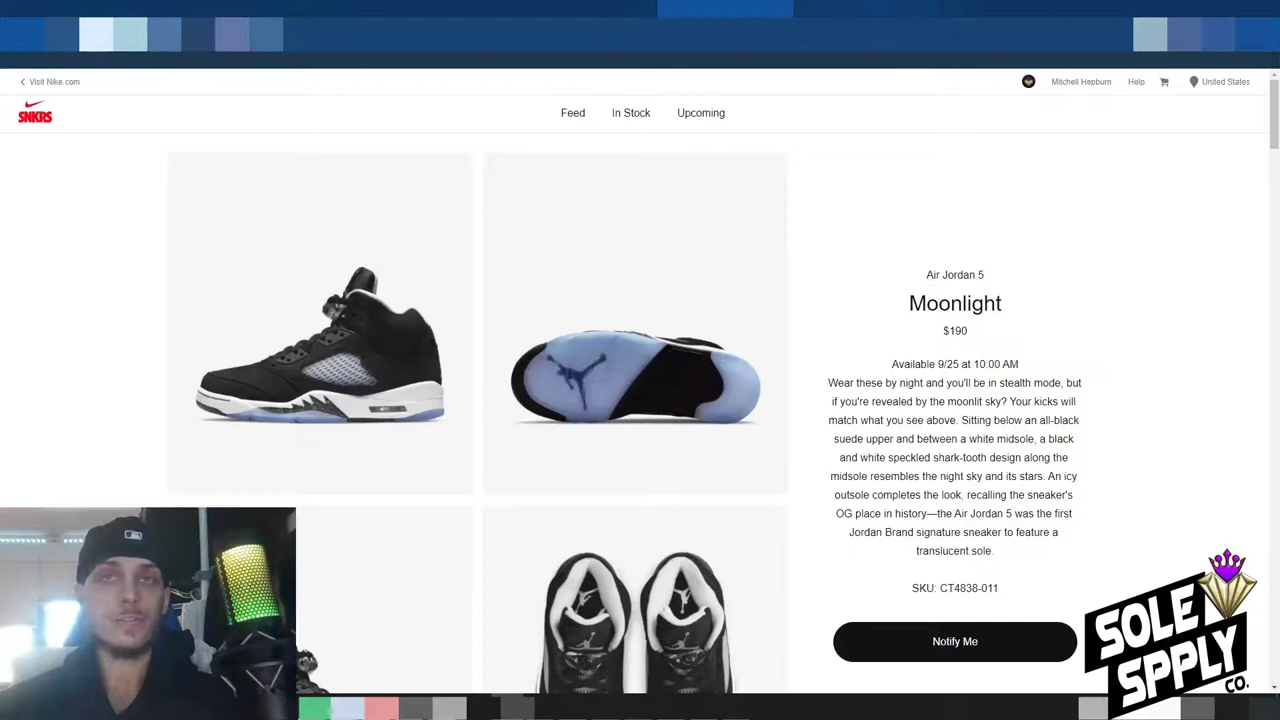 Visit Nike.com
Mitchell Hepburn
Help
United States
SNKRS
Feed
In Stock
Upcoming
Air Jordan 5
Moonlight
$190
Available 9/25 at 10:00 AM
Wear these by night and you'll be in stealth mode, but
if you're revealed by the moonlit sky? Your kicks will
match what you see above. Sitting below an all-black
suede upper and between a white midsole, a black
and white speckled shark-tooth design along the
midsole resembles the night sky and its stars. An icy
outsole completes the look, recalling the sneaker's
OG place in history—the Air Jordan 5 was the first
Jordan Brand signature sneaker to feature a
translucent sole.
SKU: CT4838-011
Notify Me
SOLE
SPPLY
CO.